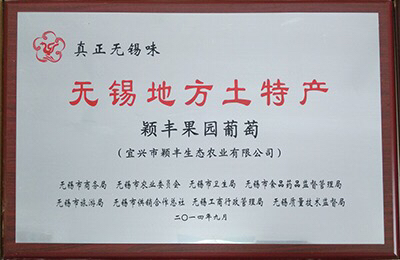 真正无锡味
无锡地方土特产
颖丰果园葡萄
（宜兴市颖丰生态农业有限公司）
无锡市商务局 无锡市农业委员会 无锡市卫生局 无锡市食品药品监督管理局
无锡市旅游局 无锡市供销合作总社 无锡工商行政管理局 无锡质量技术监督局
二〇一四年九月